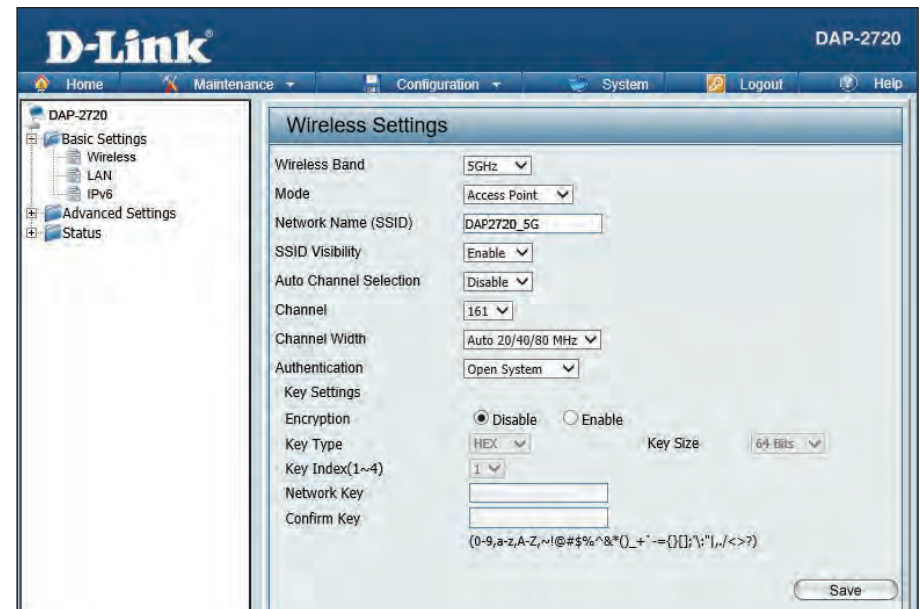 D-Link®
DAP-2720
Home Maintenance Configuration System Logout Help
DAP-2720
Basic Settings
Wireless
LAN
IPv6
Advanced Settings
Status
Wireless Settings
Wireless Band 5GHz
Mode Access Point
Network Name (SSID) DAP2720_5G
SSID Visibility Enable
Auto Channel Selection Disable
Channel 161
Channel Width Auto 20/40/80 MHz
Authentication Open System
Key Settings
Encryption Disable Enable
Key Type HEX Key Size 64 Bits
Key Index(1~4) 1
Network Key
Confirm Key
(0-9,a-z,A-Z,~!@#$%^&*()_+`-={}[];'\:"|,./<>?)
Save